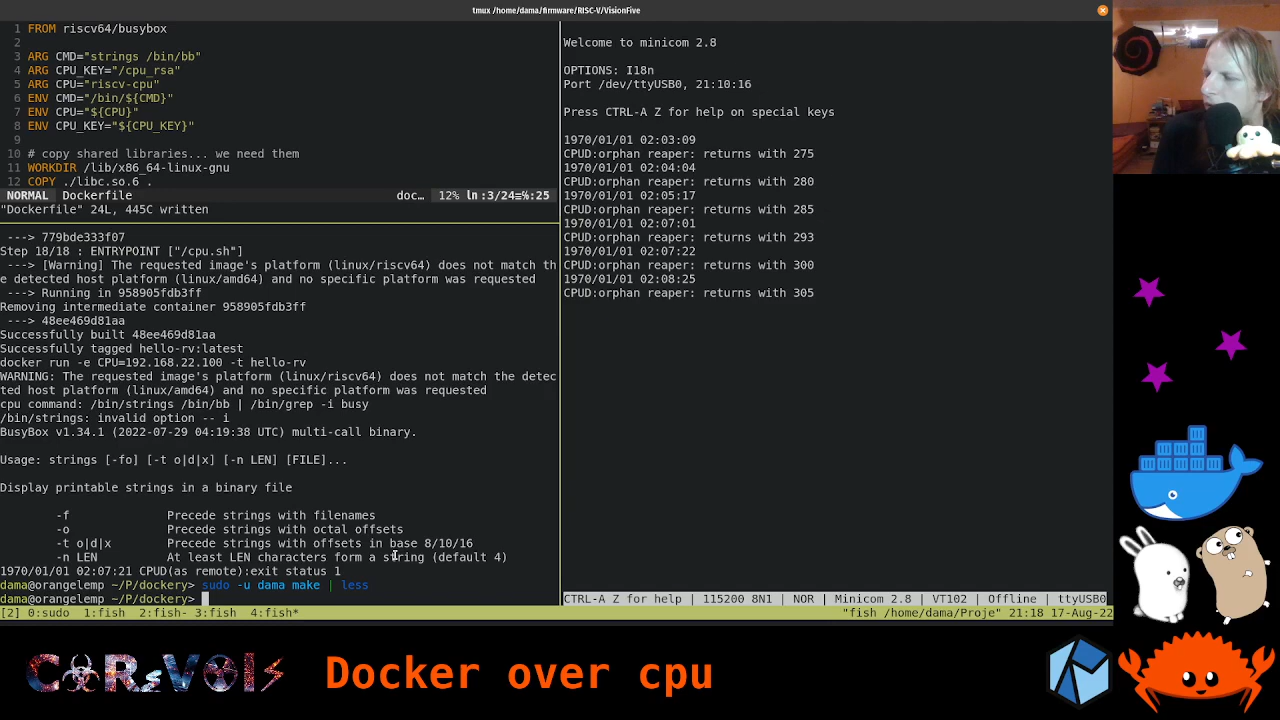 tmux /home/dama/firmware/RISC-V/VisionFive
1 FROM riscv64/busybox
2
3 ARG CMD="strings /bin/bb"
4 ARG CPU_KEY="/cpu_rsa"
5 ARG CPU="riscv-cpu"
6 ENV CMD="/bin/${CMD}"
7 ENV CPU="${CPU}"
8 ENV CPU_KEY="${CPU_KEY}"
9
10 # copy shared libraries... we need them
11 WORKDIR /lib/x86_64-linux-gnu
12 COPY ./libc.so.6 .
NORMAL Dockerfile doc… 12% ln:3/24≡℅:25
"Dockerfile" 24L, 445C written
---> 779bde333f07
Step 18/18 : ENTRYPOINT ["/cpu.sh"]
---> [Warning] The requested image's platform (linux/riscv64) does not match th
e detected host platform (linux/amd64) and no specific platform was requested
---> Running in 958905fdb3ff
Removing intermediate container 958905fdb3ff
---> 48ee469d81aa
Successfully built 48ee469d81aa
Successfully tagged hello-rv:latest
docker run -e CPU=192.168.22.100 -t hello-rv
WARNING: The requested image's platform (linux/riscv64) does not match the detec
ted host platform (linux/amd64) and no specific platform was requested
cpu command: /bin/strings /bin/bb | /bin/grep -i busy
/bin/strings: invalid option -- i
BusyBox v1.34.1 (2022-07-29 04:19:38 UTC) multi-call binary.
Usage: strings [-fo] [-t o|d|x] [-n LEN] [FILE]...
Display printable strings in a binary file
-f Precede strings with filenames
-o Precede strings with octal offsets
-t o|d|x Precede strings with offsets in base 8/10/16
-n LEN At least LEN characters form a string (default 4)
1970/01/01 02:07:21 CPUD(as remote):exit status 1
dama@orangelemp ~/P/dockery> sudo -u dama make | less
dama@orangelemp ~/P/dockery>
Welcome to minicom 2.8
OPTIONS: I18n
Port /dev/ttyUSB0, 21:10:16
Press CTRL-A Z for help on special keys
1970/01/01 02:03:09
CPUD:orphan reaper: returns with 275
1970/01/01 02:04:04
CPUD:orphan reaper: returns with 280
1970/01/01 02:05:17
CPUD:orphan reaper: returns with 285
1970/01/01 02:07:01
CPUD:orphan reaper: returns with 293
1970/01/01 02:07:22
CPUD:orphan reaper: returns with 300
1970/01/01 02:08:25
CPUD:orphan reaper: returns with 305
CTRL-A Z for help | 115200 8N1 | NOR | Minicom 2.8 | VT102 | Offline | ttyUSB0
[2] 0:sudo 1:fish 2:fish- 3:fish 4:fish* "fish /home/dama/Proje" 21:18 17-Aug-22
Docker over cpu